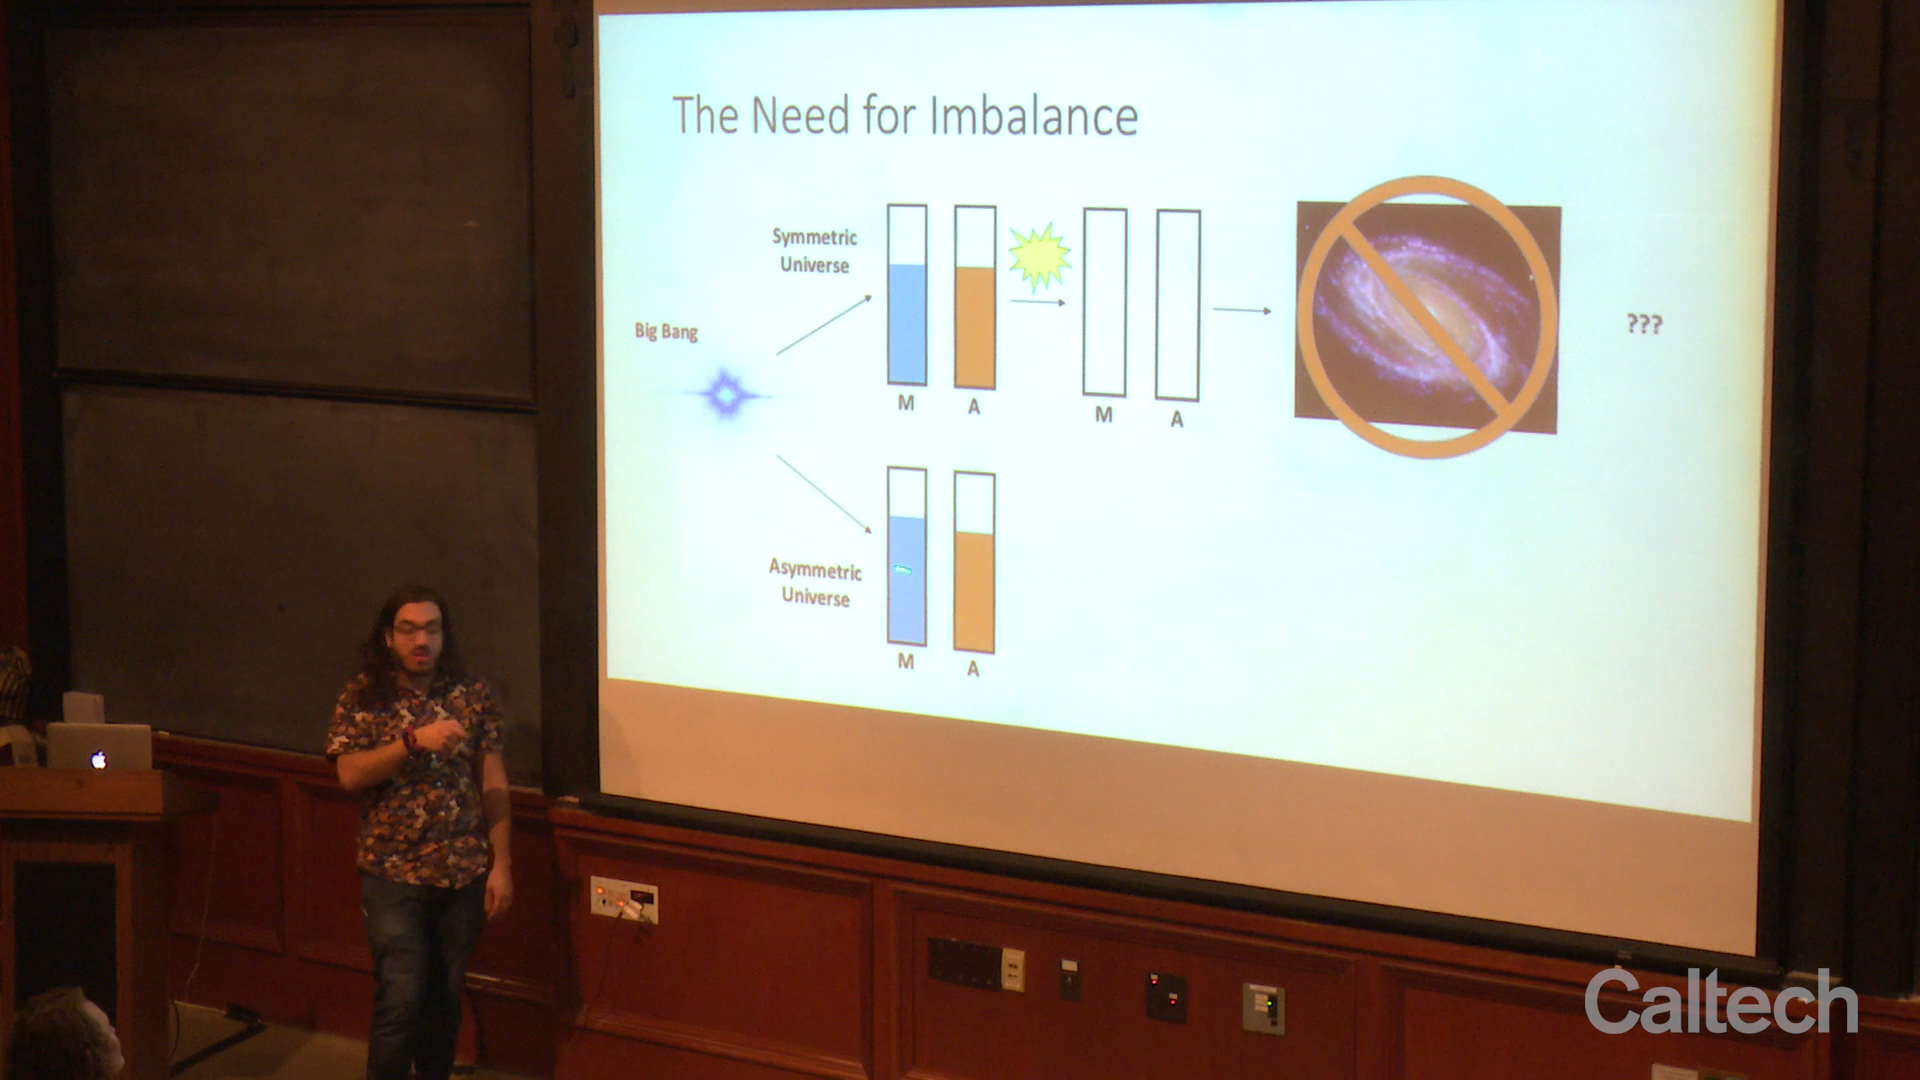 The Need for Imbalance
Symmetric
Universe
Big Bang
M
A
M
A
???
Asymmetric
Universe
M
A
Caltech